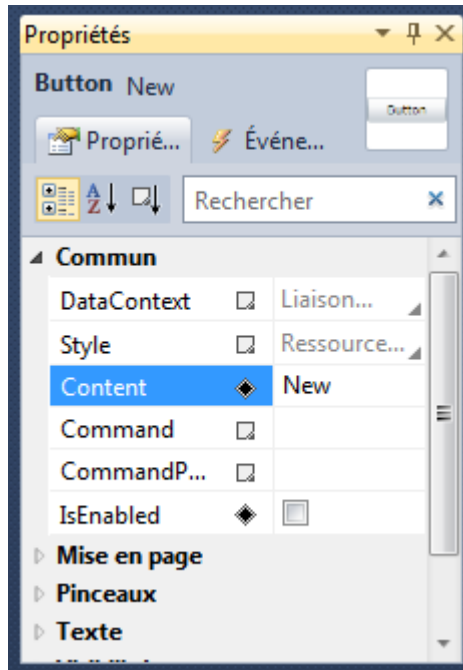 Propriétés
Button New
Button
Proprié... Événe...
A
Z
Rechercher
Commun
DataContext Liaison...
Style Ressource...
Content New
Command
CommandP...
IsEnabled
Mise en page
Pinceaux
Texte